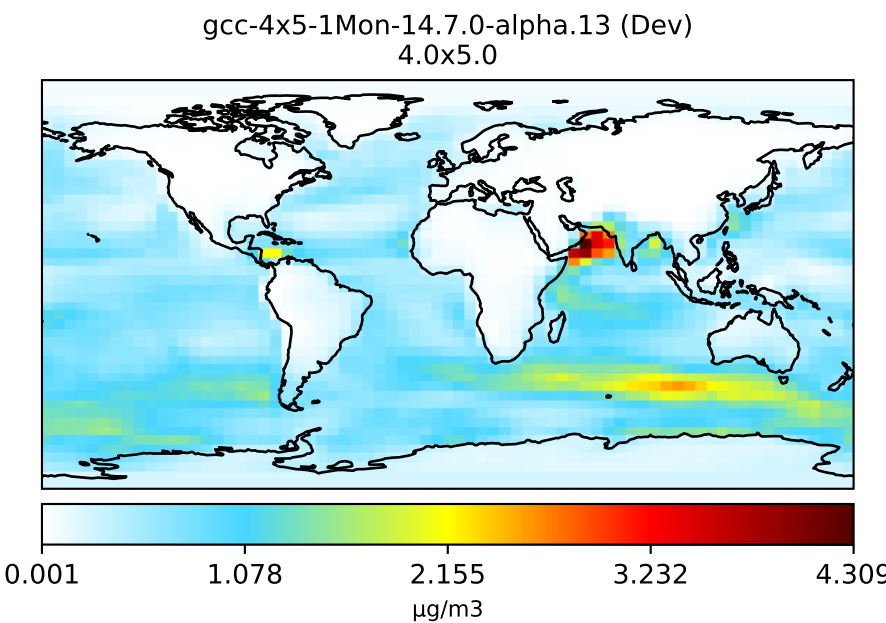 gcc-4x5-1Mon-14.7.0-alpha.13 (Dev)
4.0x5.0
0.001 1.078 2.155 3.232 4.309
μg/m3